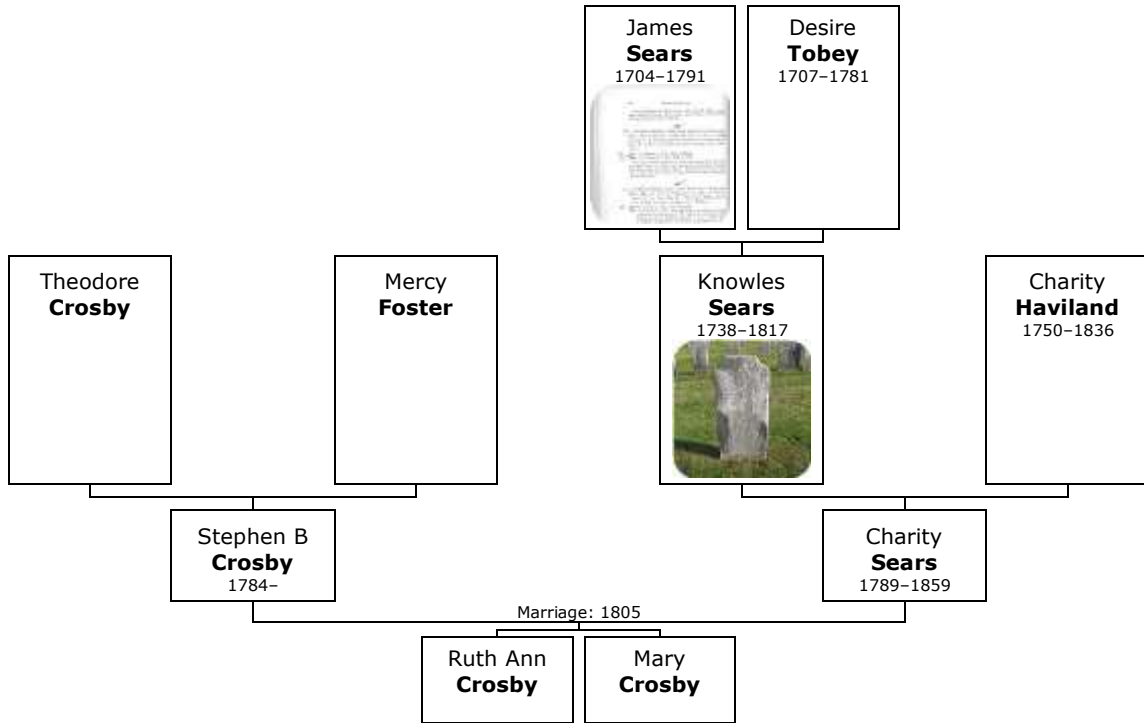 James
Sears
1704–1791
Desire
Tobey
1707–1781
Theodore
Crosby
Mercy
Foster
Knowles
Sears
1738–1817
Charity
Haviland
1750–1836
Stephen B
Crosby
1784–
Charity
Sears
1789–1859
Marriage: 1805
Ruth Ann
Crosby
Mary
Crosby